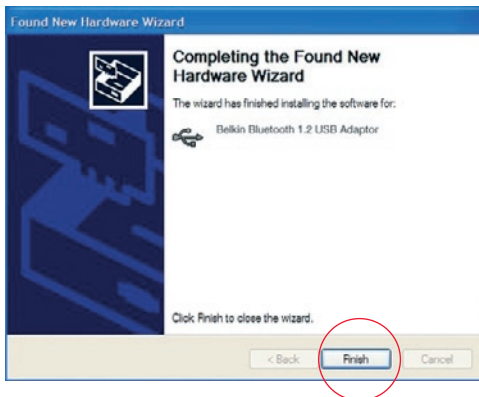 Found New Hardware Wizard
Completing the Found New
Hardware Wizard
The wizard has finished installing the software for:
Belkin Bluetooth 1.2 USB Adaptor
Click Finish to close the wizard.
< Back
Finish
Cancel